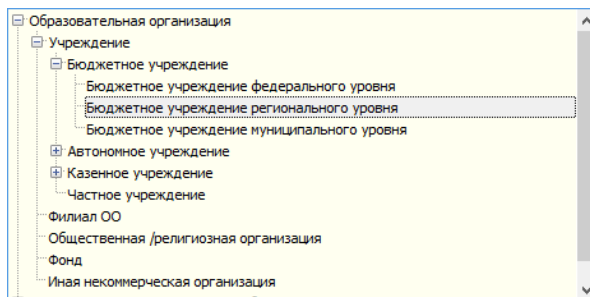 Образовательная организация
Учреждение
Бюджетное учреждение
Бюджетное учреждение федерального уровня
Бюджетное учреждение регионального уровня
Бюджетное учреждение муниципального уровня
Автономное учреждение
Казенное учреждение
Частное учреждение
Филиал ОО
Общественная /религиозная организация
Фонд
Иная некоммерческая организация